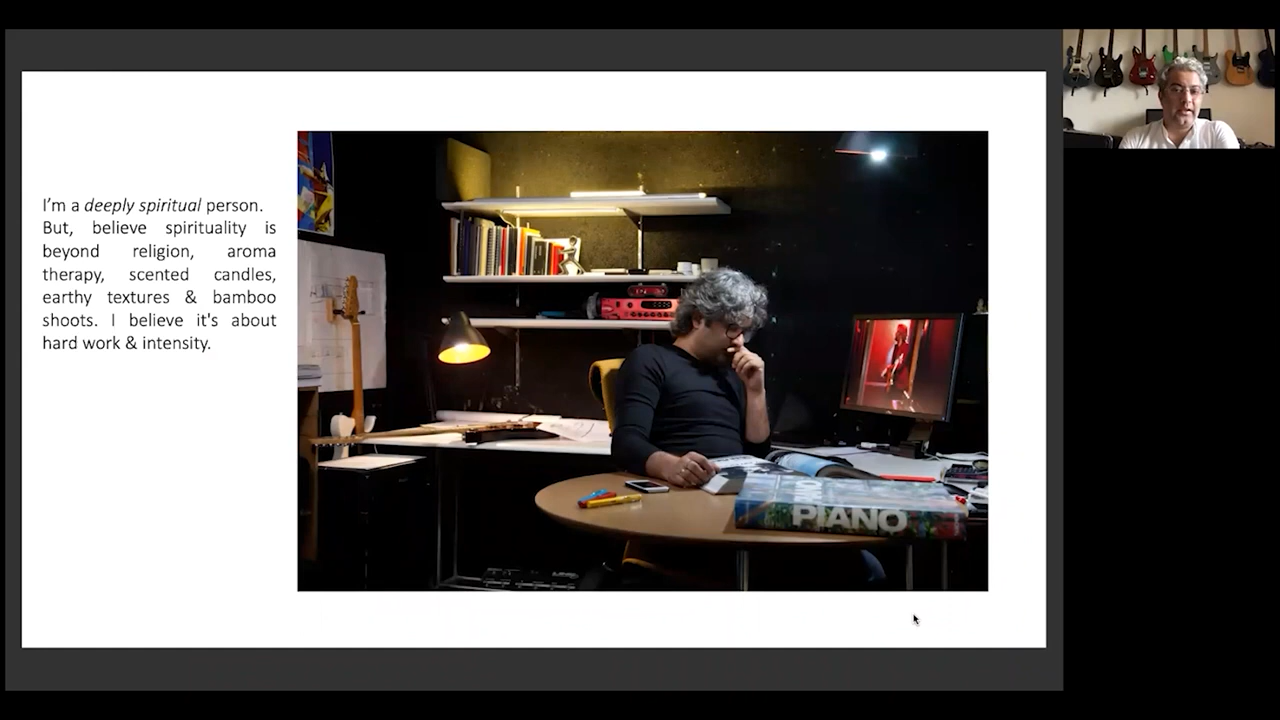 I’m a deeply spiritual person.
But, believe spirituality is
beyond religion, aroma
therapy, scented candles,
earthy textures & bamboo
shoots. I believe it's about
hard work & intensity.
PIANO